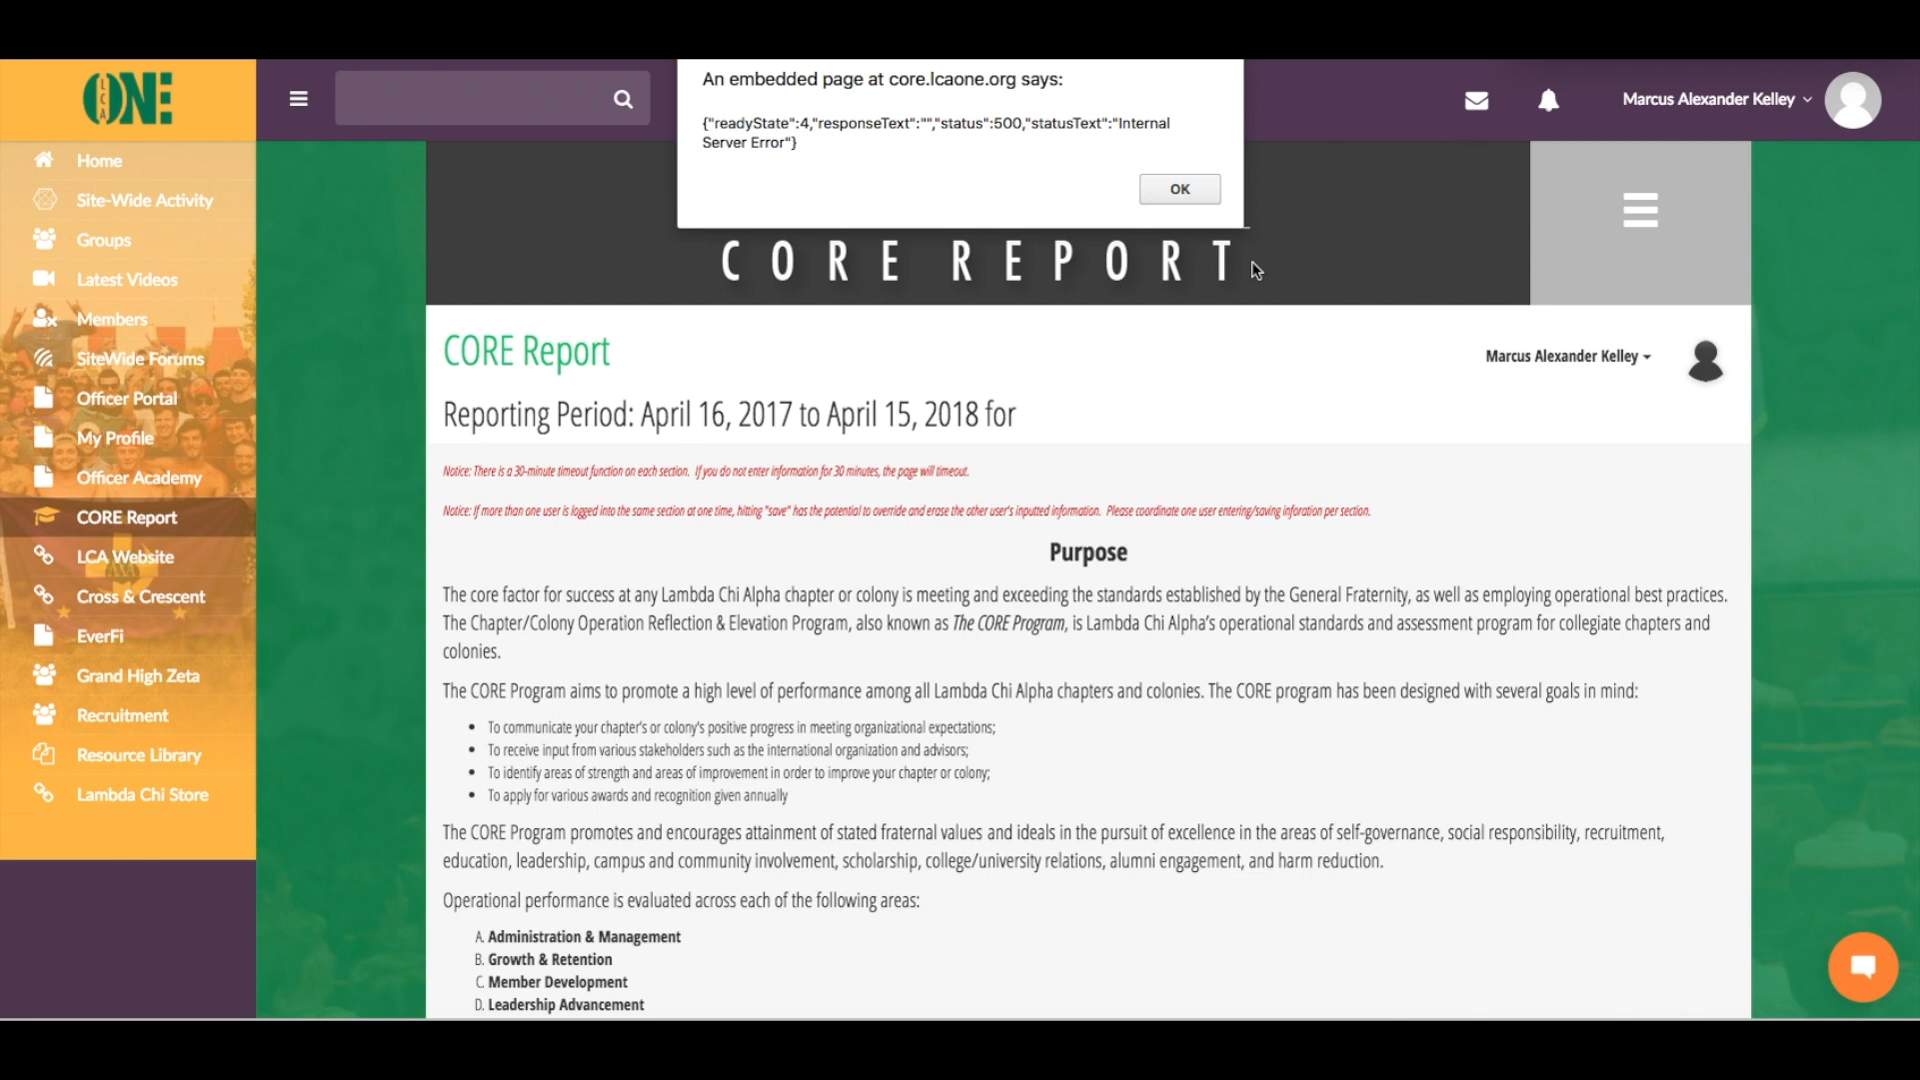 LCA
ONE
An embedded page at core.lcaone.org says:
{"readyState":4,"responseText":"","status":500,"statusText":"Internal
Server Error"}
OK
Marcus Alexander Kelley
Home
Site-Wide Activity
Groups
Latest Videos
Members
SiteWide Forums
Officer Portal
My Profile
Officer Academy
CORE Report
LCA Website
Cross & Crescent
EverFi
Grand High Zeta
Recruitment
Resource Library
Lambda Chi Store
CORE REPORT
CORE Report
Marcus Alexander Kelley
Reporting Period: April 16, 2017 to April 15, 2018 for
Notice: There is a 30-minute timeout function on each section. If you do not enter information for 30 minutes, the page will timeout.
Notice: If more than one user is logged into the same section at one time, hitting "save" has the potential to override and erase the other user's inputted information. Please coordinate one user entering/saving inforation per section.
Purpose
The core factor for success at any Lambda Chi Alpha chapter or colony is meeting and exceeding the standards established by the General Fraternity, as well as employing operational best practices.
The Chapter/Colony Operation Reflection & Elevation Program, also known as The CORE Program, is Lambda Chi Alpha's operational standards and assessment program for collegiate chapters and
colonies.
The CORE Program aims to promote a high level of performance among all Lambda Chi Alpha chapters and colonies. The CORE program has been designed with several goals in mind:
• To communicate your chapter's or colony's positive progress in meeting organizational expectations;
• To receive input from various stakeholders such as the international organization and advisors;
• To identify areas of strength and areas of improvement in order to improve your chapter or colony;
• To apply for various awards and recognition given annually
The CORE Program promotes and encourages attainment of stated fraternal values and ideals in the pursuit of excellence in the areas of self-governance, social responsibility, recruitment,
education, leadership, campus and community involvement, scholarship, college/university relations, alumni engagement, and harm reduction.
Operational performance is evaluated across each of the following areas:
A. Administration & Management
B. Growth & Retention
C. Member Development
D. Leadership Advancement